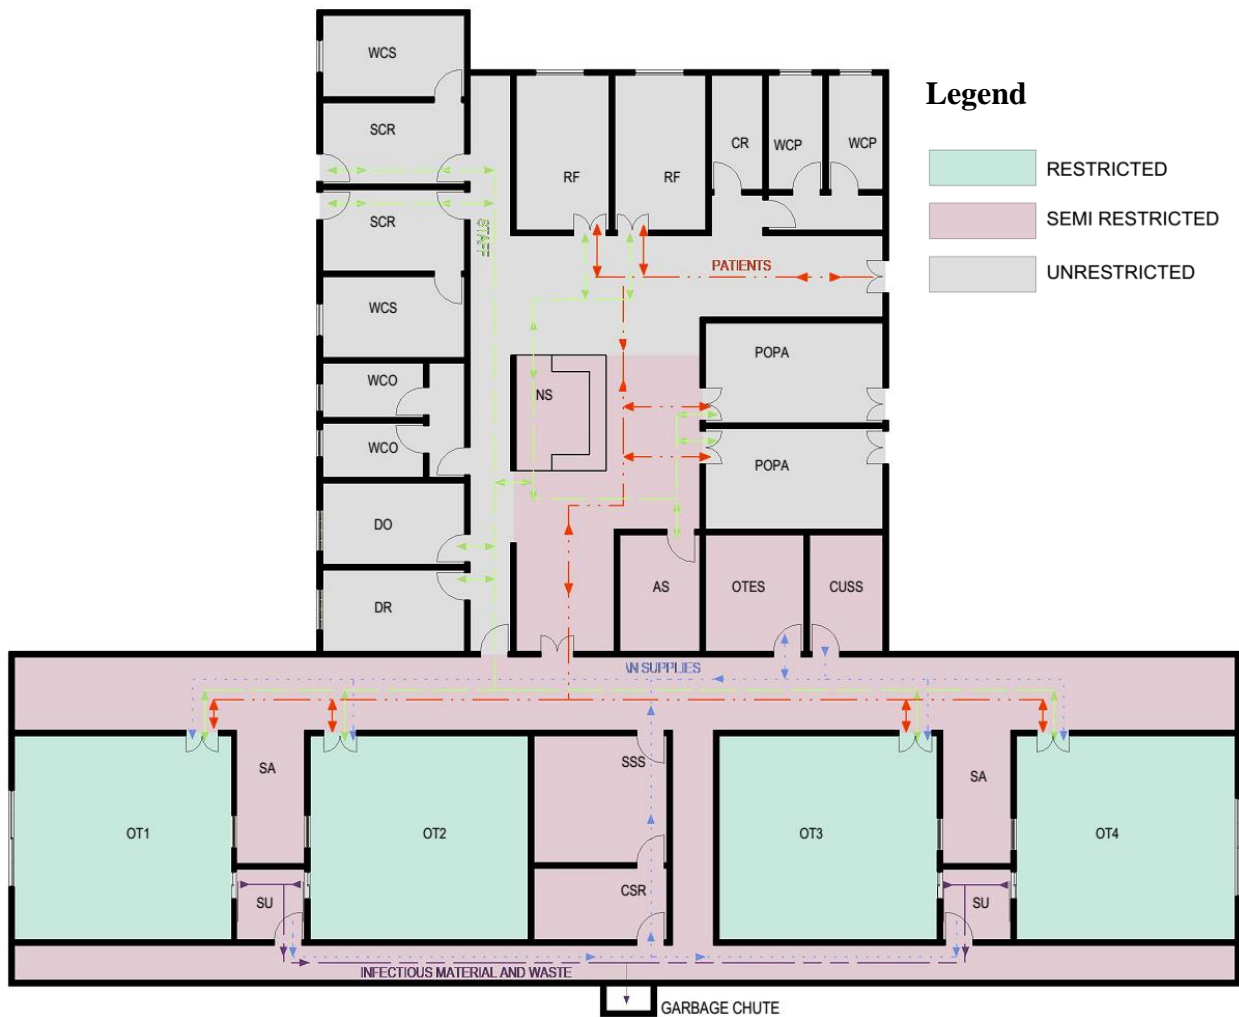 WCS
Legend
SCR
CR
WCP
WCP
RF
RF
RESTRICTED
SEMI RESTRICTED
SCR
STAFF
PATIENTS
UNRESTRICTED
WCS
POPA
WCO
NS
WCO
POPA
DO
AS
OTES
CUSS
DR
AN SUPPLIES
SA
SSS
SA
OT1
OT2
OT3
OT4
CSR
SU
SU
INFECTIOUS MATERIAL AND WASTE
GARBAGE CHUTE